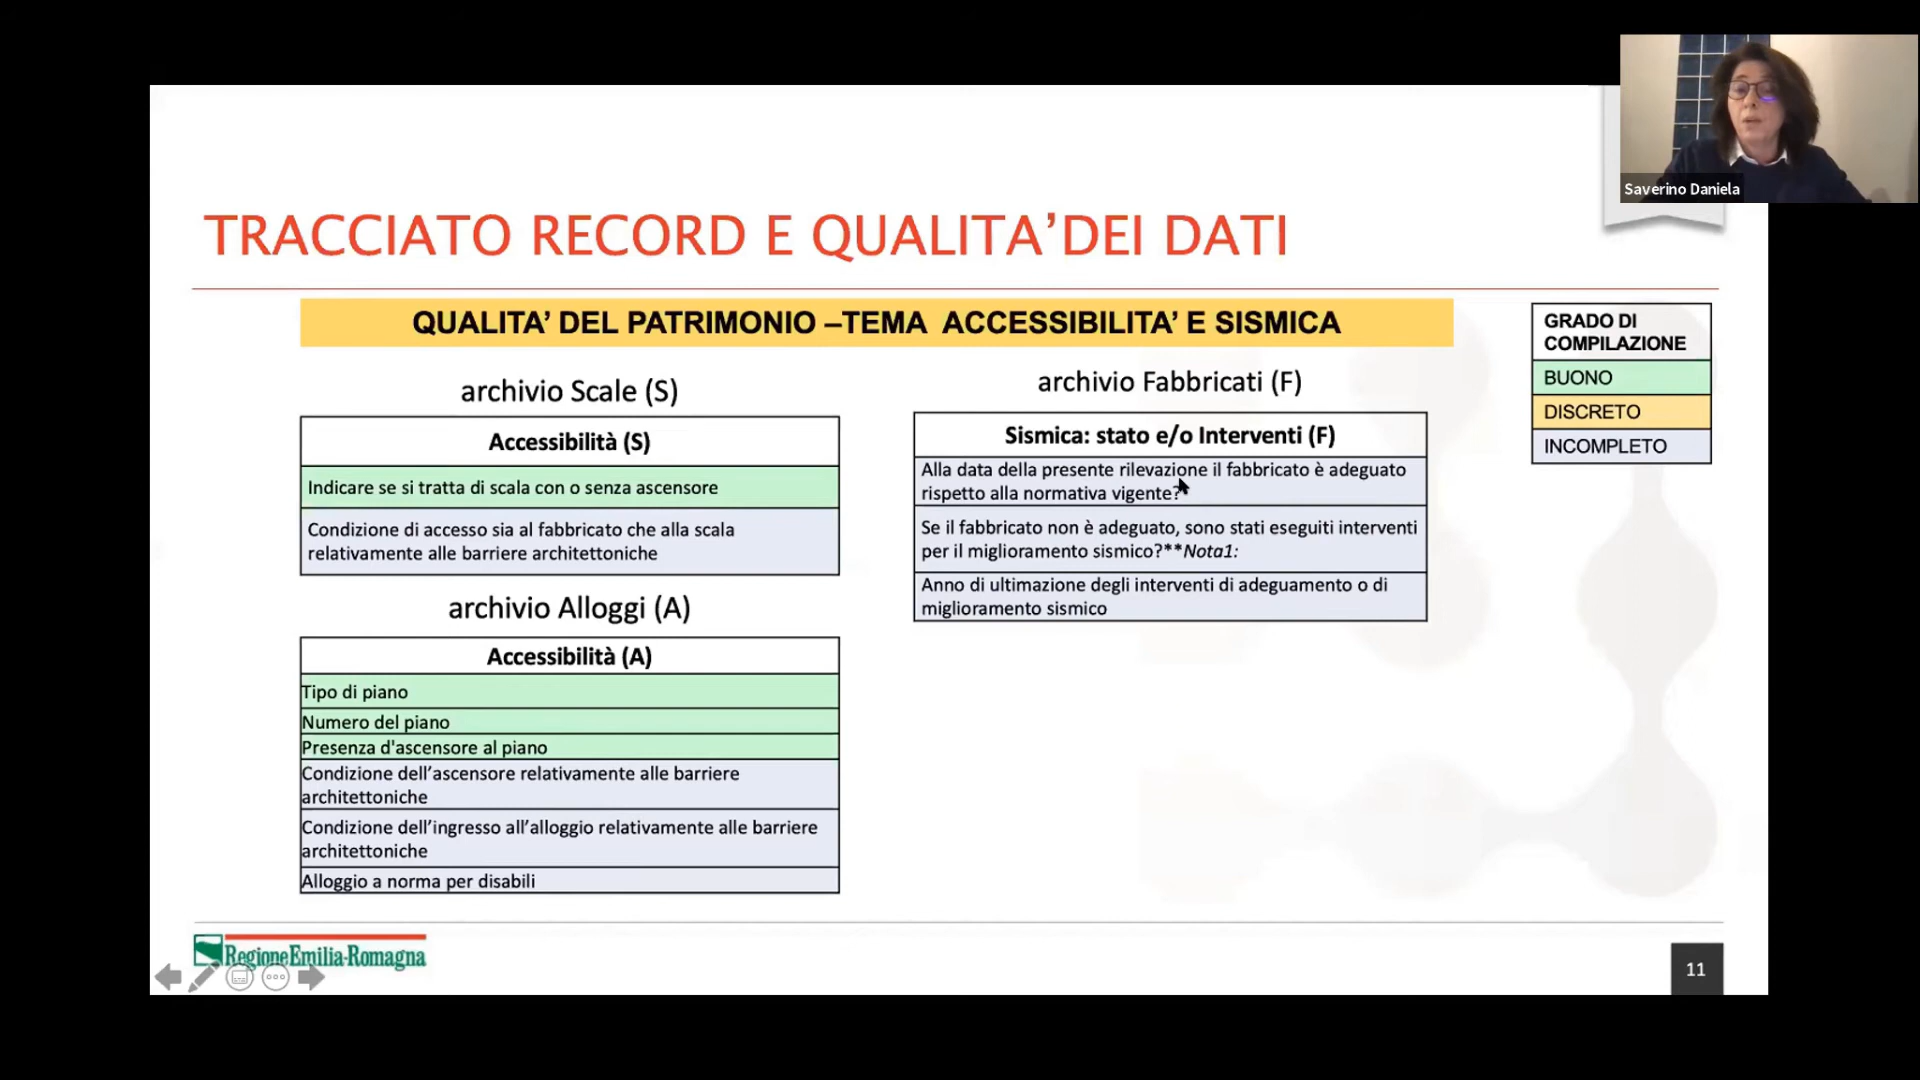 Saverino Daniela
TRACCIATO RECORD E QUALITA’DEI DATI
QUALITA’ DEL PATRIMONIO –TEMA  ACCESSIBILITA’ E SISMICA
GRADO DI
COMPILAZIONE
BUONO
DISCRETO
INCOMPLETO
archivio Scale (S)
Accessibilità (S)
Indicare se si tratta di scala con o senza ascensore
Condizione di accesso sia al fabbricato che alla scala
relativamente alle barriere architettoniche
archivio Alloggi (A)
Accessibilità (A)
Tipo di piano
Numero del piano
Presenza d'ascensore al piano
Condizione dell’ascensore relativamente alle barriere
architettoniche
Condizione dell’ingresso all’alloggio relativamente alle barriere
architettoniche
Alloggio a norma per disabili
archivio Fabbricati (F)
Sismica: stato e/o Interventi (F)
Alla data della presente rilevazione il fabbricato è adeguato
rispetto alla normativa vigente?
Se il fabbricato non è adeguato, sono stati eseguiti interventi
per il miglioramento sismico?**Nota1:
Anno di ultimazione degli interventi di adeguamento o di
miglioramento sismico
RegioneEmilia-Romagna
11